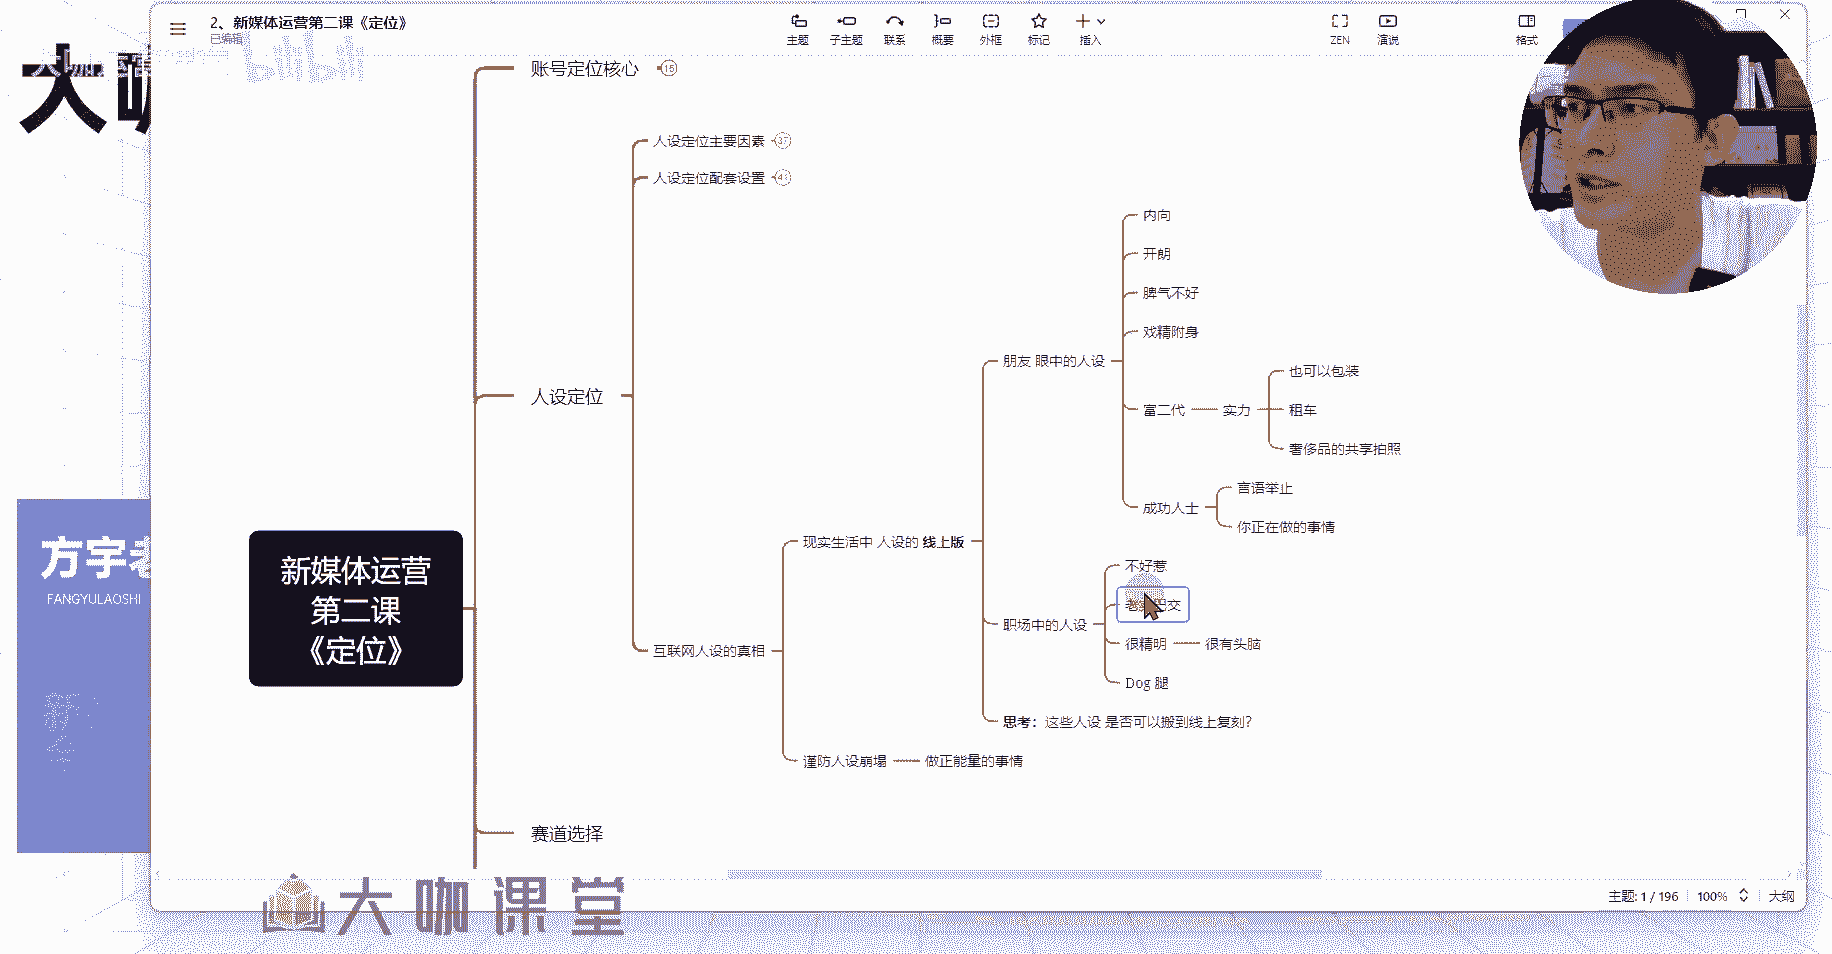 2、新媒体运营第二课《定位》
已编辑
主题
子主题
联系
概要
外框
标记
插入
ZEN
演说
格式
bilibili
账号定位核心
15
人设定位主要因素
37
人设定位配套设置
43
内向
开朗
脾气不好
戏精附身
朋友 眼中的人设
也可以包装
富二代
实力
租车
奢侈品的共享拍照
人设定位
成功人士
言语举止
你正在做的事情
现实生活中 人设的 线上版
不好惹
职场中的人设
很精明
很有头脑
互联网人设的真相
Dog 腿
思考：这些人设 是否可以搬到线上复刻？
谨防人设崩塌
做正能量的事情
新媒体运营
第二课
《定位》
赛道选择
方宇老
FANGYULAOSHI
大咖课堂
主题: 1 / 196
100%
大纲